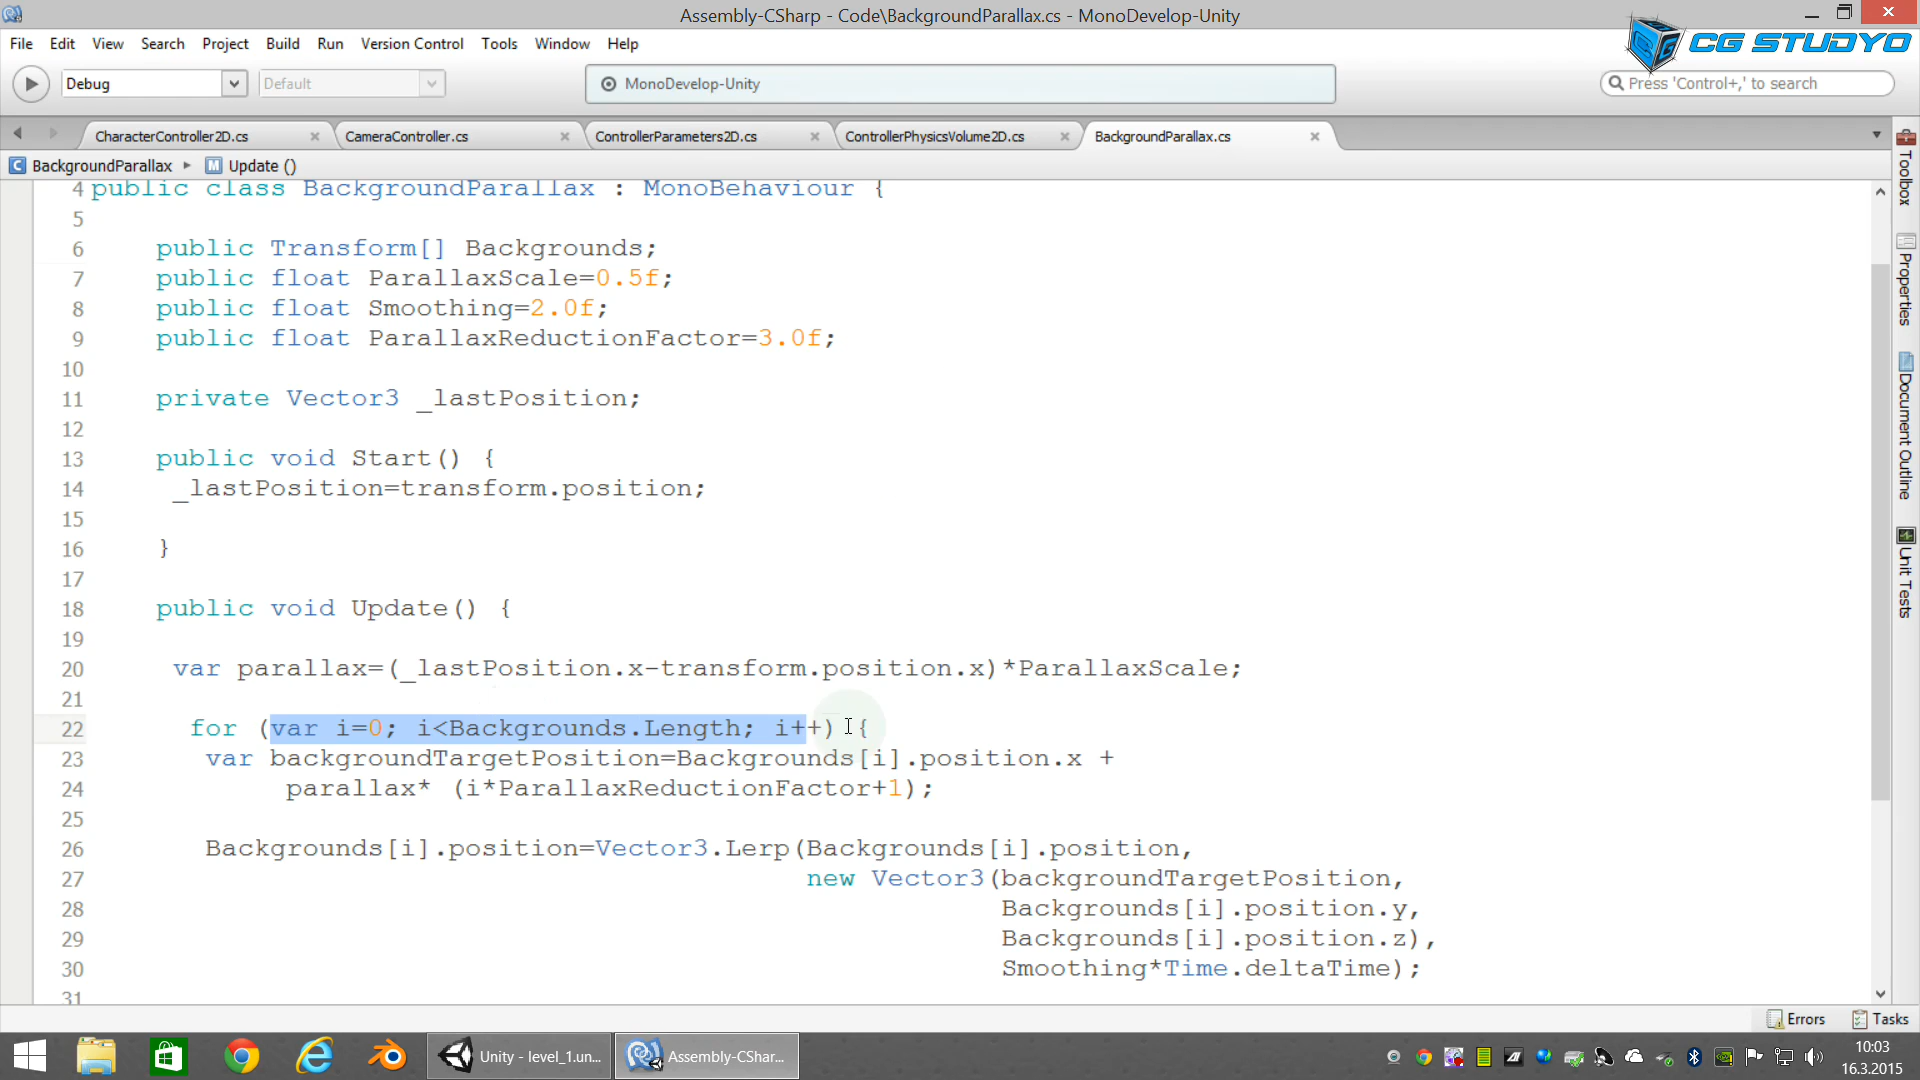 Assembly-CSharp - Code\BackgroundParallax.cs - MonoDevelop-Unity
CG STUDYO
File Edit View Search Project Build Run Version Control Tools Window Help
Debug
Default
MonoDevelop-Unity
Press 'Control+,' to search
CharacterController2D.cs
CameraController.cs
ControllerParameters2D.cs
ControllerPhysicsVolume2D.cs
BackgroundParallax.cs
BackgroundParallax
Update ()
4 public class BackgroundParallax : MonoBehaviour {
5
6 public Transform[] Backgrounds;
7 public float ParallaxScale=0.5f;
8 public float Smoothing=2.0f;
9 public float ParallaxReductionFactor=3.0f;
10
11 private Vector3 _lastPosition;
12
13 public void Start() {
14 _lastPosition=transform.position;
15
16 }
17
18 public void Update() {
19
20 var parallax=(_lastPosition.x-transform.position.x)*ParallaxScale;
21
22 for (var i=0; i<Backgrounds.Length; i++) {
23 var backgroundTargetPosition=Backgrounds[i].position.x +
24 parallax* (i*ParallaxReductionFactor+1);
25
26 Backgrounds[i].position=Vector3.Lerp(Backgrounds[i].position,
27 new Vector3(backgroundTargetPosition,
28 Backgrounds[i].position.y,
29 Backgrounds[i].position.z),
30 Smoothing*Time.deltaTime);
31
Toolbox
Properties
Document Outline
Unit Tests
Errors
Tasks
Unity - level_1.un...
Assembly-CShar...
10:03
16.3.2015